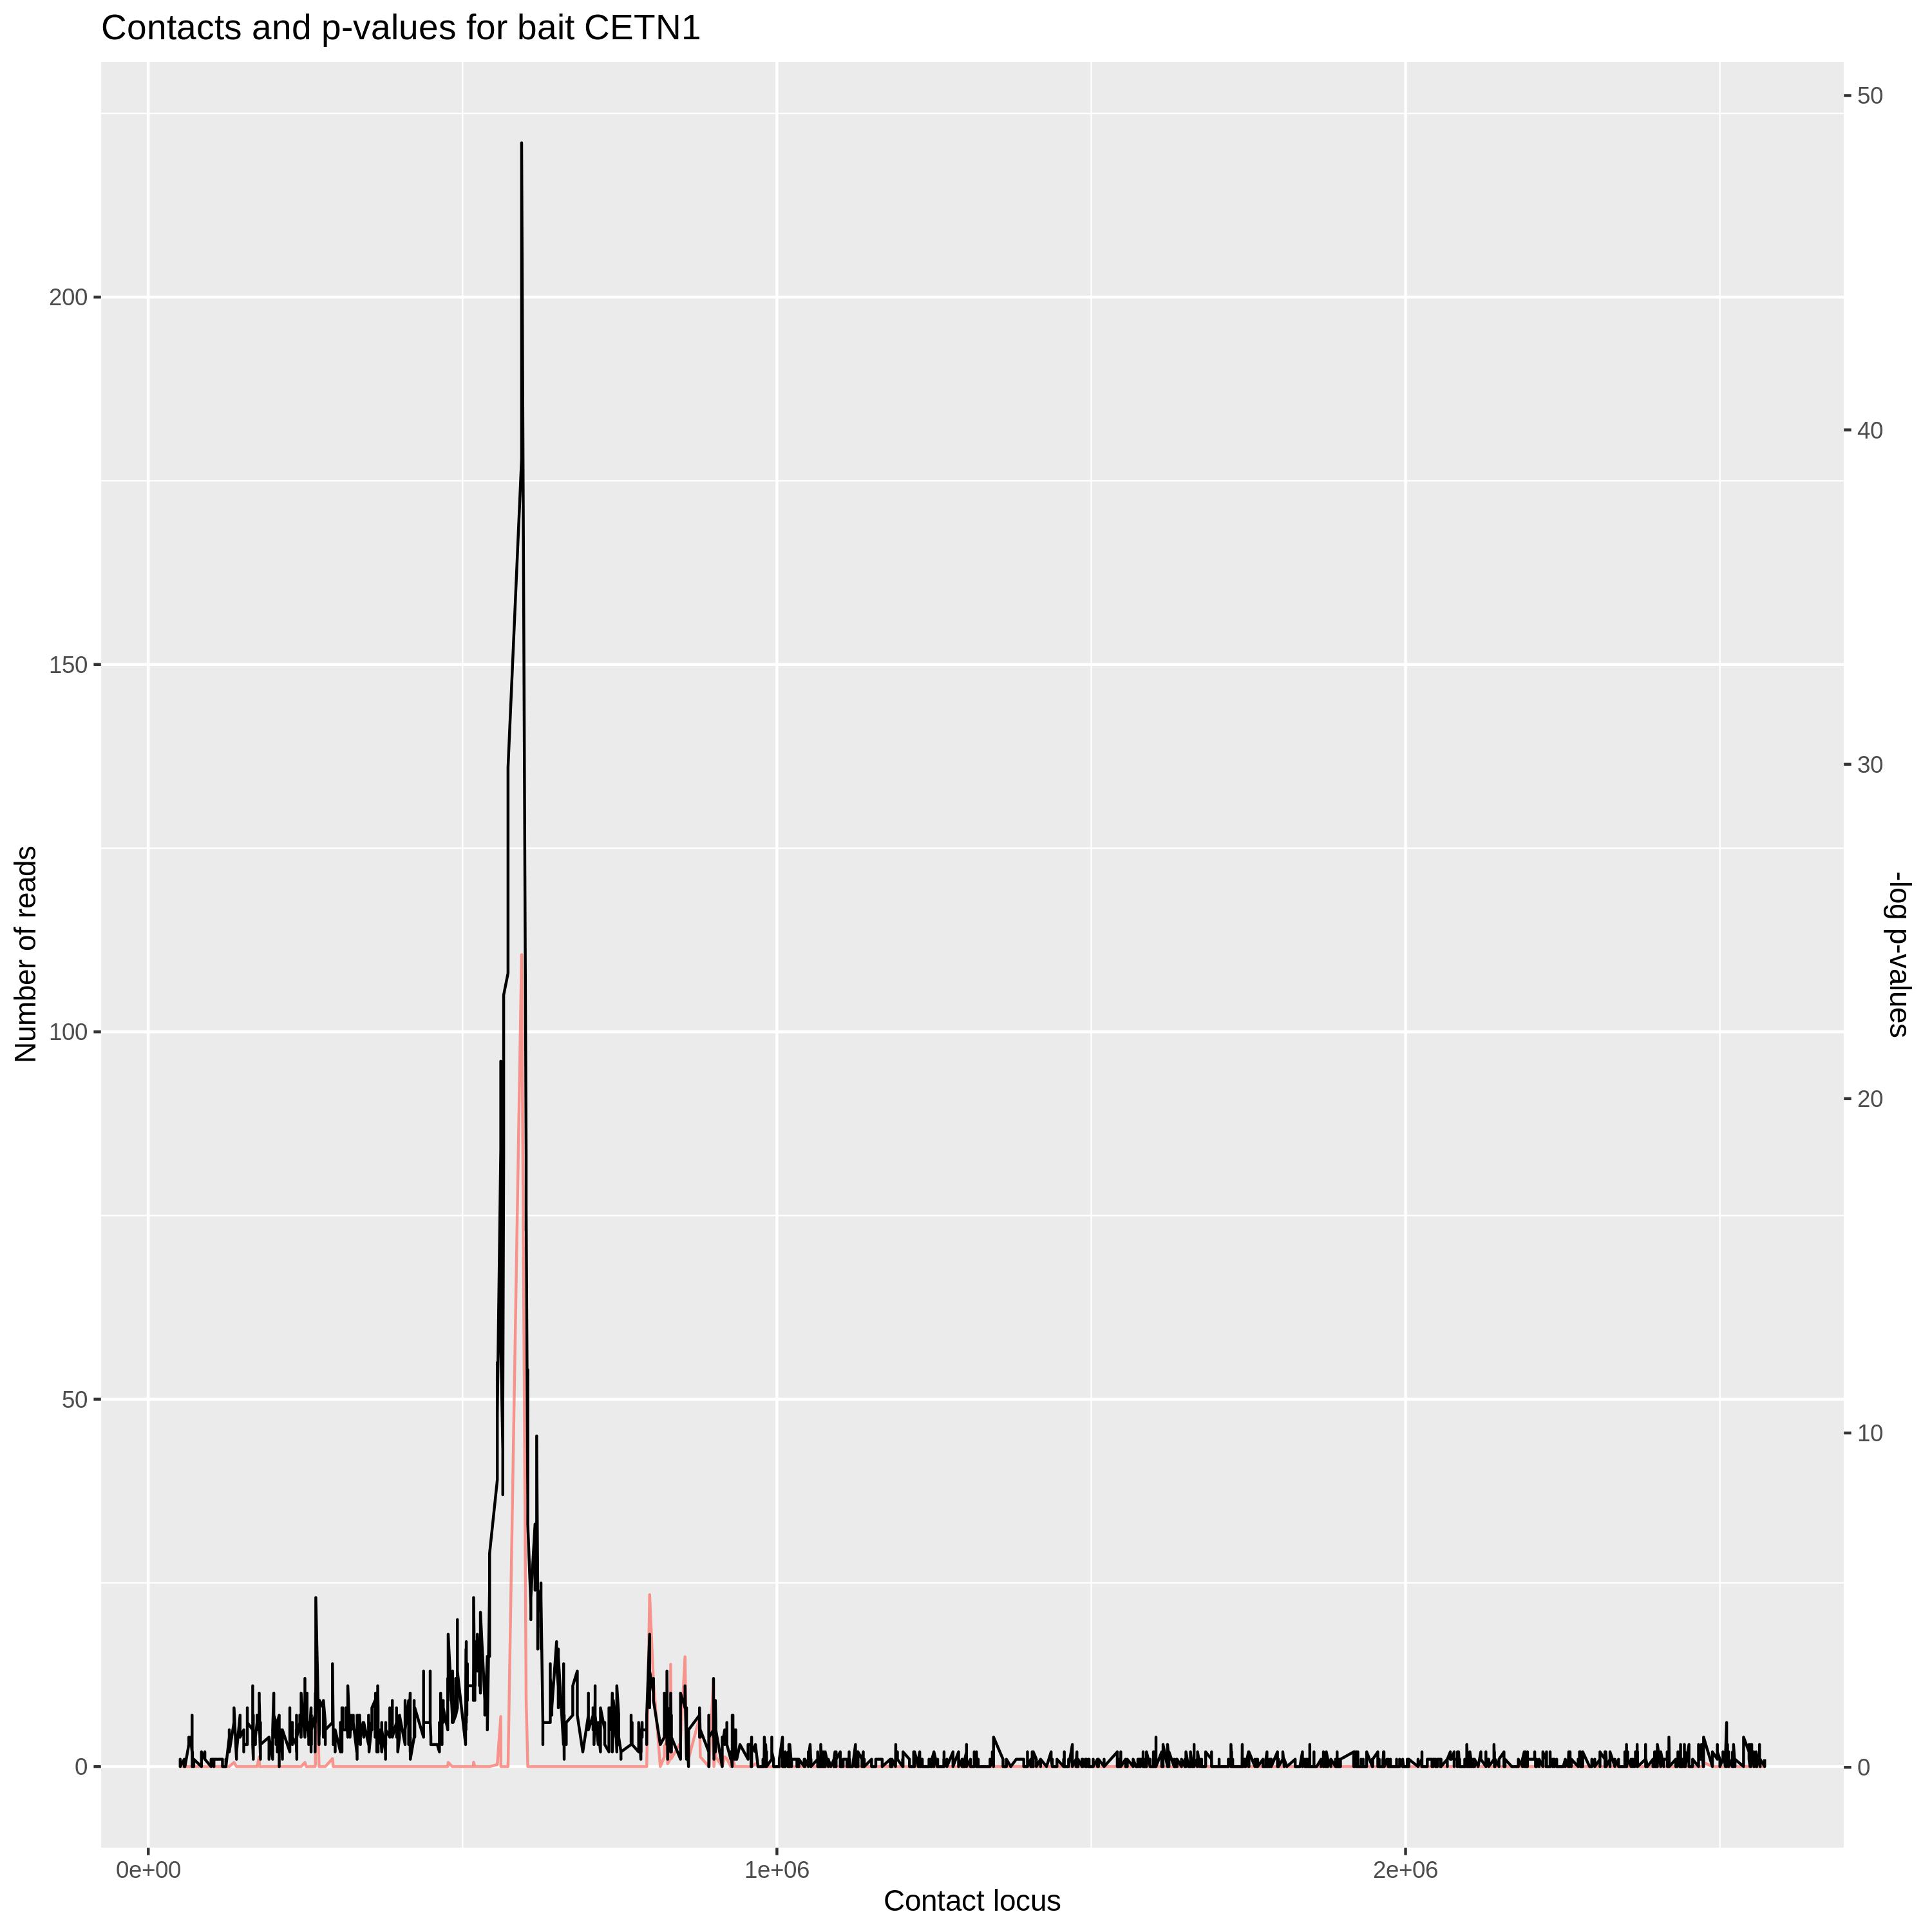 Contacts and p-values for bait CETN1
Number of reads
200
150
100
50
0
50
40
30
20
10
0
-log p-values
0e+00
1e+06
2e+06
Contact locus